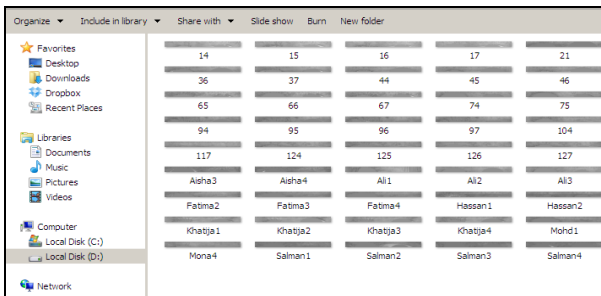 Organize Include in library Share with Slide show Burn New folder
Favorites
Desktop
Downloads
Dropbox
Recent Places
Libraries
Documents
Music
Pictures
Videos
Computer
Local Disk (C:)
Local Disk (D:)
Network
14 15 16 17 21
36 37 44 45 46
65 66 67 74 75
94 95 96 97 104
117 124 125 126 127
Aisha3 Aisha4 Ali1 Ali2 Ali3
Fatima2 Fatima3 Fatima4 Hassan1 Hassan2
Khatija1 Khatija2 Khatija3 Khatija4 Mohd1
Mona4 Salman1 Salman2 Salman3 Salman4